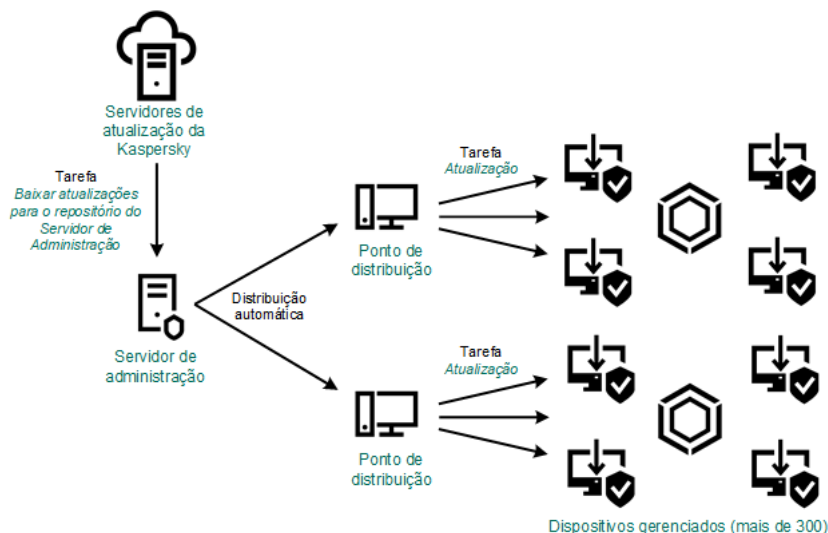 Servidores de
atualização da
Kaspersky
Tarefa
Baixar atualizações
para o repositório do
Servidor de
Administração
Servidor de
administração
Distribuição
automática
Tarefa
Atualização
Ponto de
distribuição
Tarefa
Atualização
Ponto de
distribuição
Dispositivos gerenciados (mais de 300)